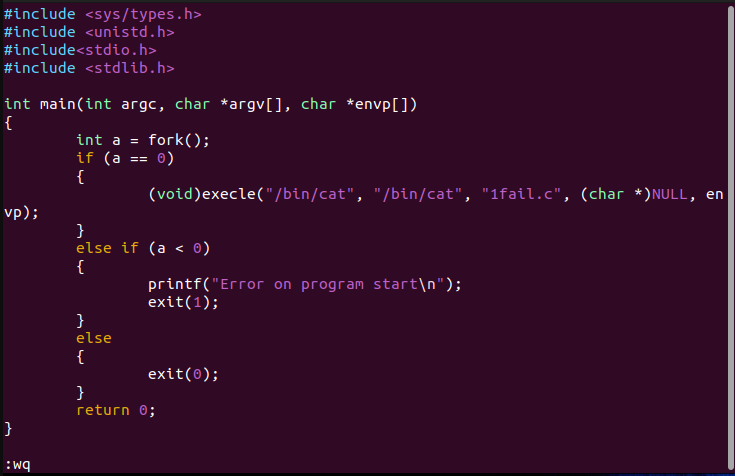 #include <sys/types.h>
#include <unistd.h>
#include<stdio.h>
#include <stdlib.h>

int main(int argc, char *argv[], char *envp[])
{
        int a = fork();
        if (a == 0)
        {
                (void)execle("/bin/cat", "/bin/cat", "1fail.c", (char *)NULL, en
vp);
        }
        else if (a < 0)
        {
                printf("Error on program start\n");
                exit(1);
        }
        else
        {
                exit(0);
        }
        return 0;
}

:wq